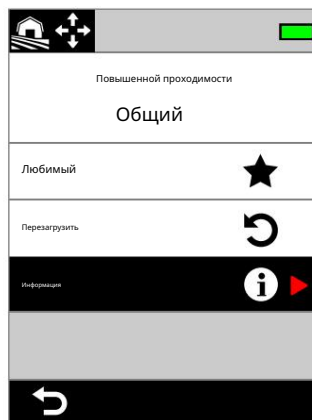 Повышенной проходимости
Общий
Любимый
Перезагрузить
Информация